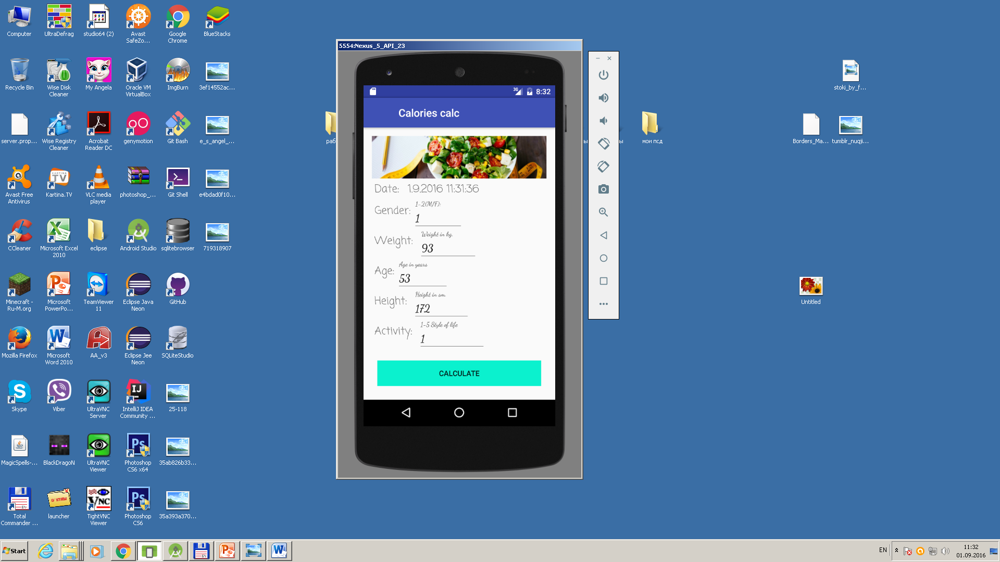 Computer
UltraDefrag
studio64 (2)
Avast
SafeZo...
Google
Chrome
BlueStacks
Recycle Bin
Wise Disk
Cleaner
My Angela
Oracle VM
VirtualBox
ImgBurn
3ef14552ac...
server.prop...
Wise Registry
Cleaner
Acrobat
Reader DC
genymotion
Git Bash
e_s_angel_...
Avast Free
Antivirus
Kartina.TV
VLC media
player
photoshop_...
Git Shell
e4bdad0f10...
CCleaner
Microsoft Excel
2010
eclipse
Android Studio
sqlitebrowser
719318907
Minecraft -
Ru-M.org
Microsoft
PowerPo...
TeamViewer
11
Eclipse Java
Neon
GitHub
Mozilla Firefox
Microsoft
Word 2010
AA_v3
Eclipse Jee
Neon
SQLiteStudio
Skype
Viber
UltraVNC
Server
IntelliJ IDEA
Community ...
25-118
MagicSpells-...
BlackDragoN
UltraVNC
Viewer
Photoshop
CS6 x64
35ab826b33...
Total
Commander ...
launcher
TightVNC
Viewer
Photoshop
CS6
35a393a370...
5554:Nexus_5_API_23
3G
8:32
Calories calc
Date: 1.9.2016 11:31:36
1-2(M/F):
Gender: 1
Weight in kg.
Weight: 93
Age in years
Age: 53
Height in sm.
Height: 172
1-5 Style of life
Activity: 1
CALCULATE
раб
ы
ы
мои псд
stoki_by_f...
Borders_Ma...
tumblr_nuqji...
Untitled
Start
EN
11:32
01.09.2016